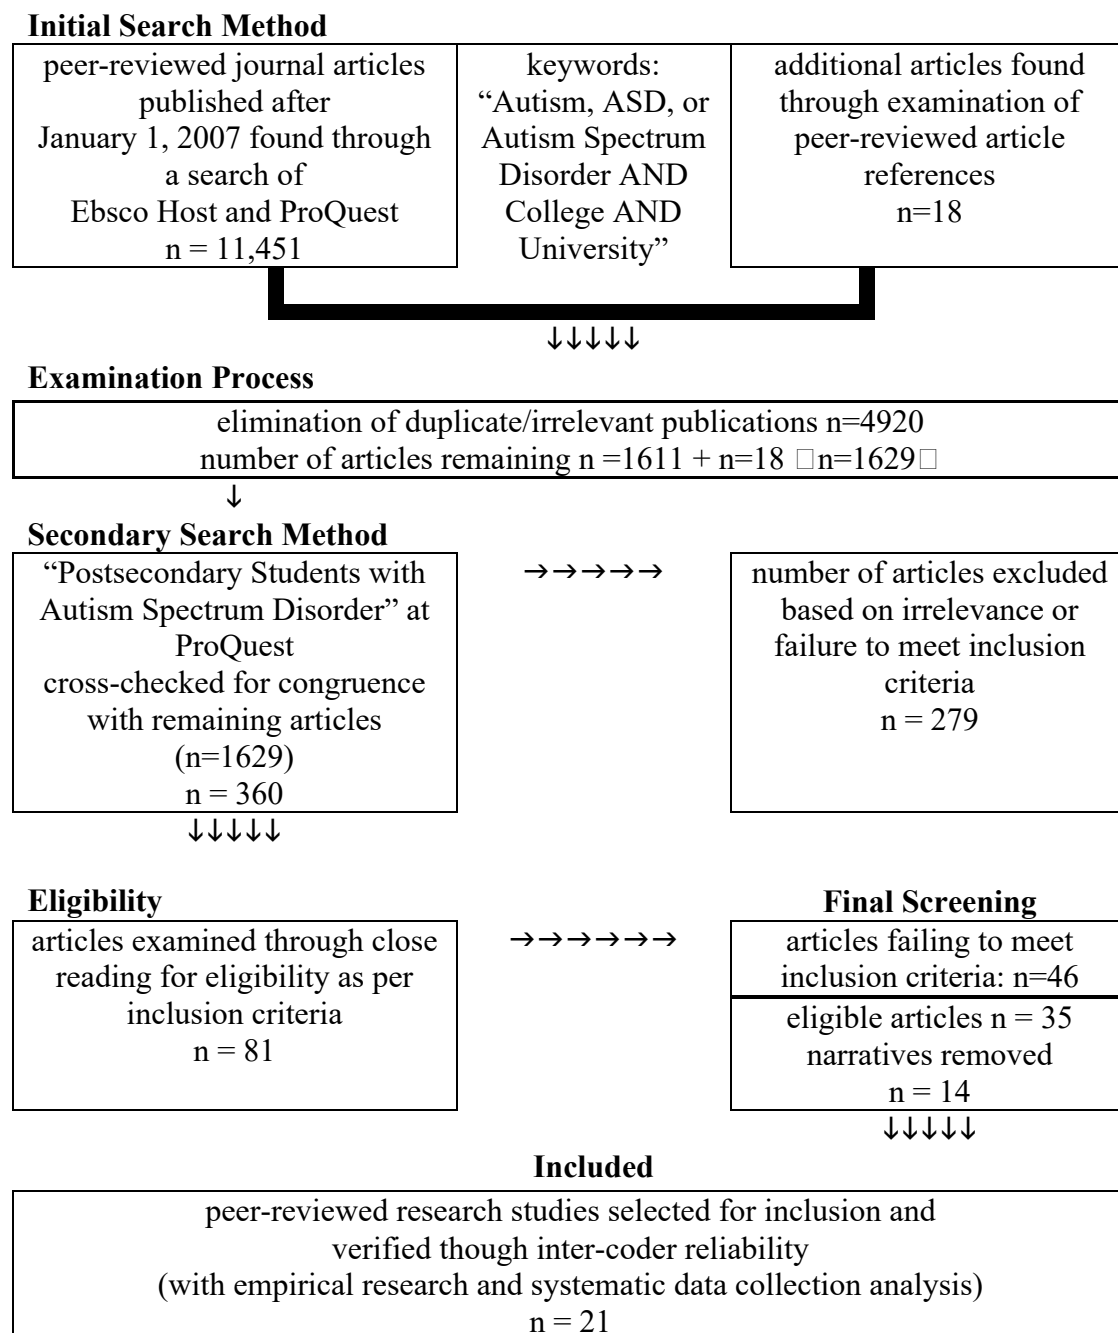 Initial Search Method
peer-reviewed journal articles
published after
January 1, 2007 found through
a search of
Ebsco Host and ProQuest
n = 11,451
keywords:
“Autism, ASD, or
Autism Spectrum
Disorder AND
College AND
University”
additional articles found
through examination of
peer-reviewed article
references
n=18
↓↓↓↓↓
Examination Process
elimination of duplicate/irrelevant publications n=4920
number of articles remaining n =1611 + n=18 □n=1629□
↓
Secondary Search Method
“Postsecondary Students with
Autism Spectrum Disorder” at
ProQuest
cross-checked for congruence
with remaining articles
(n=1629)
n = 360
→→→→→
number of articles excluded
based on irrelevance or
failure to meet inclusion
criteria
n = 279
↓↓↓↓↓
Eligibility
articles examined through close
reading for eligibility as per
inclusion criteria
n = 81
→→→→→→
Final Screening
articles failing to meet
inclusion criteria: n=46
eligible articles n = 35
narratives removed
n = 14
↓↓↓↓↓
Included
peer-reviewed research studies selected for inclusion and
verified though inter-coder reliability
(with empirical research and systematic data collection analysis)
n = 21